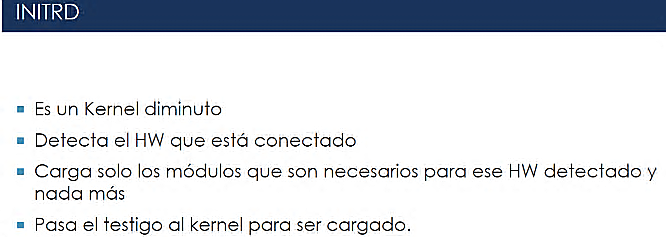 INITRD
Es un Kernel diminuto
Detecta el HW que está conectado
Carga solo los módulos que son necesarios para ese HW detectado y
nada más
Pasa el testigo al kernel para ser cargado.